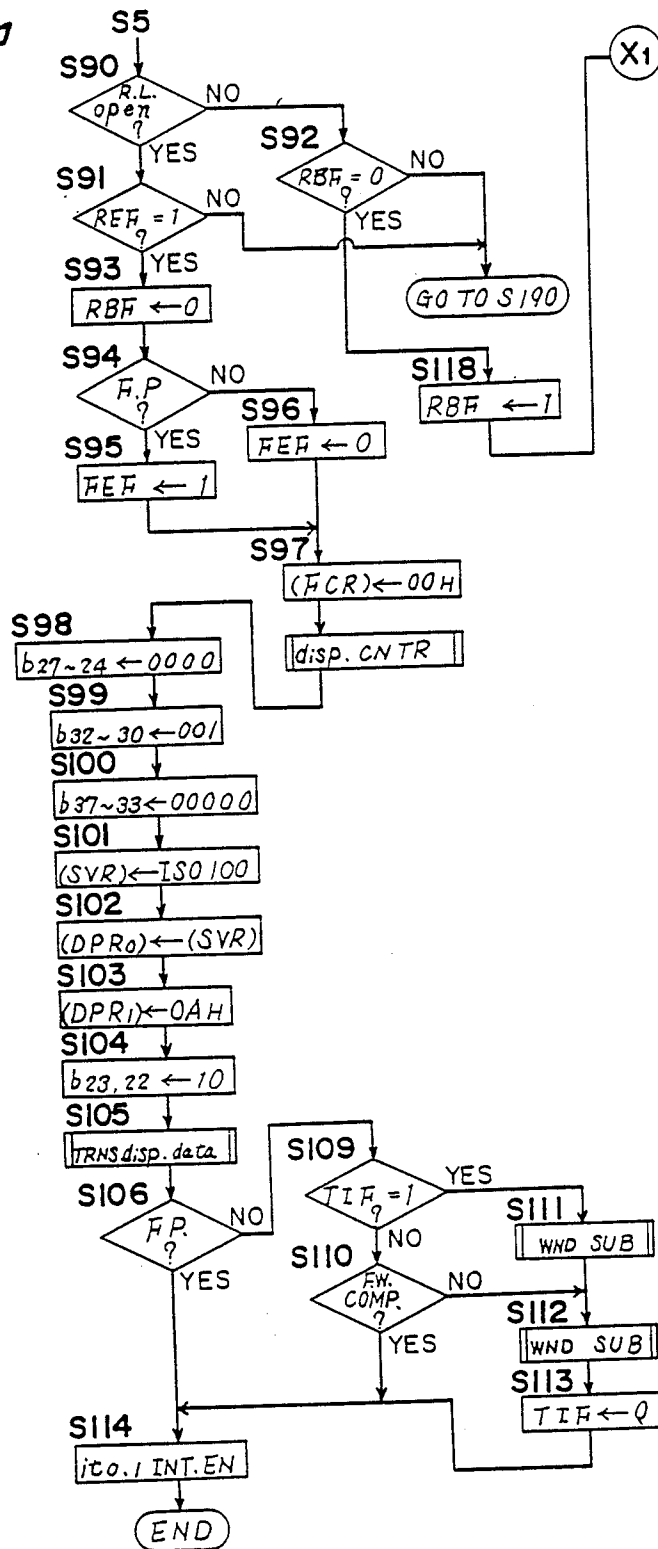 S5
X1
S90
R.L.
open
?
NO
YES
S92
RBF = 0
?
NO
YES
S91
REF = 1
?
NO
YES
GO TO S190
S93
RBF ← 0
S94
F.P
?
NO
YES
S118
RBF ← 1
S96
FEF ← 0
S95
FEF ← 1
S97
(FCR) ← 00H
disp. CNTR
S98
b27~24 ← 0000
S99
b32~30 ← 001
S100
b37~33 ← 00000
S101
(SVR) ← ISO 100
S102
(DPR0) ← (SVR)
S103
(DPR1) ← 0AH
S104
b23, 22 ← 10
S105
TRNS disp. data
S106
F.P.
?
NO
YES
S109
TIF = 1
?
YES
NO
S111
WND SUB
S110
F.W.
COMP.
?
NO
YES
S112
WND SUB
S113
TIF ← 0
S114
it0.1 INT.EN
END